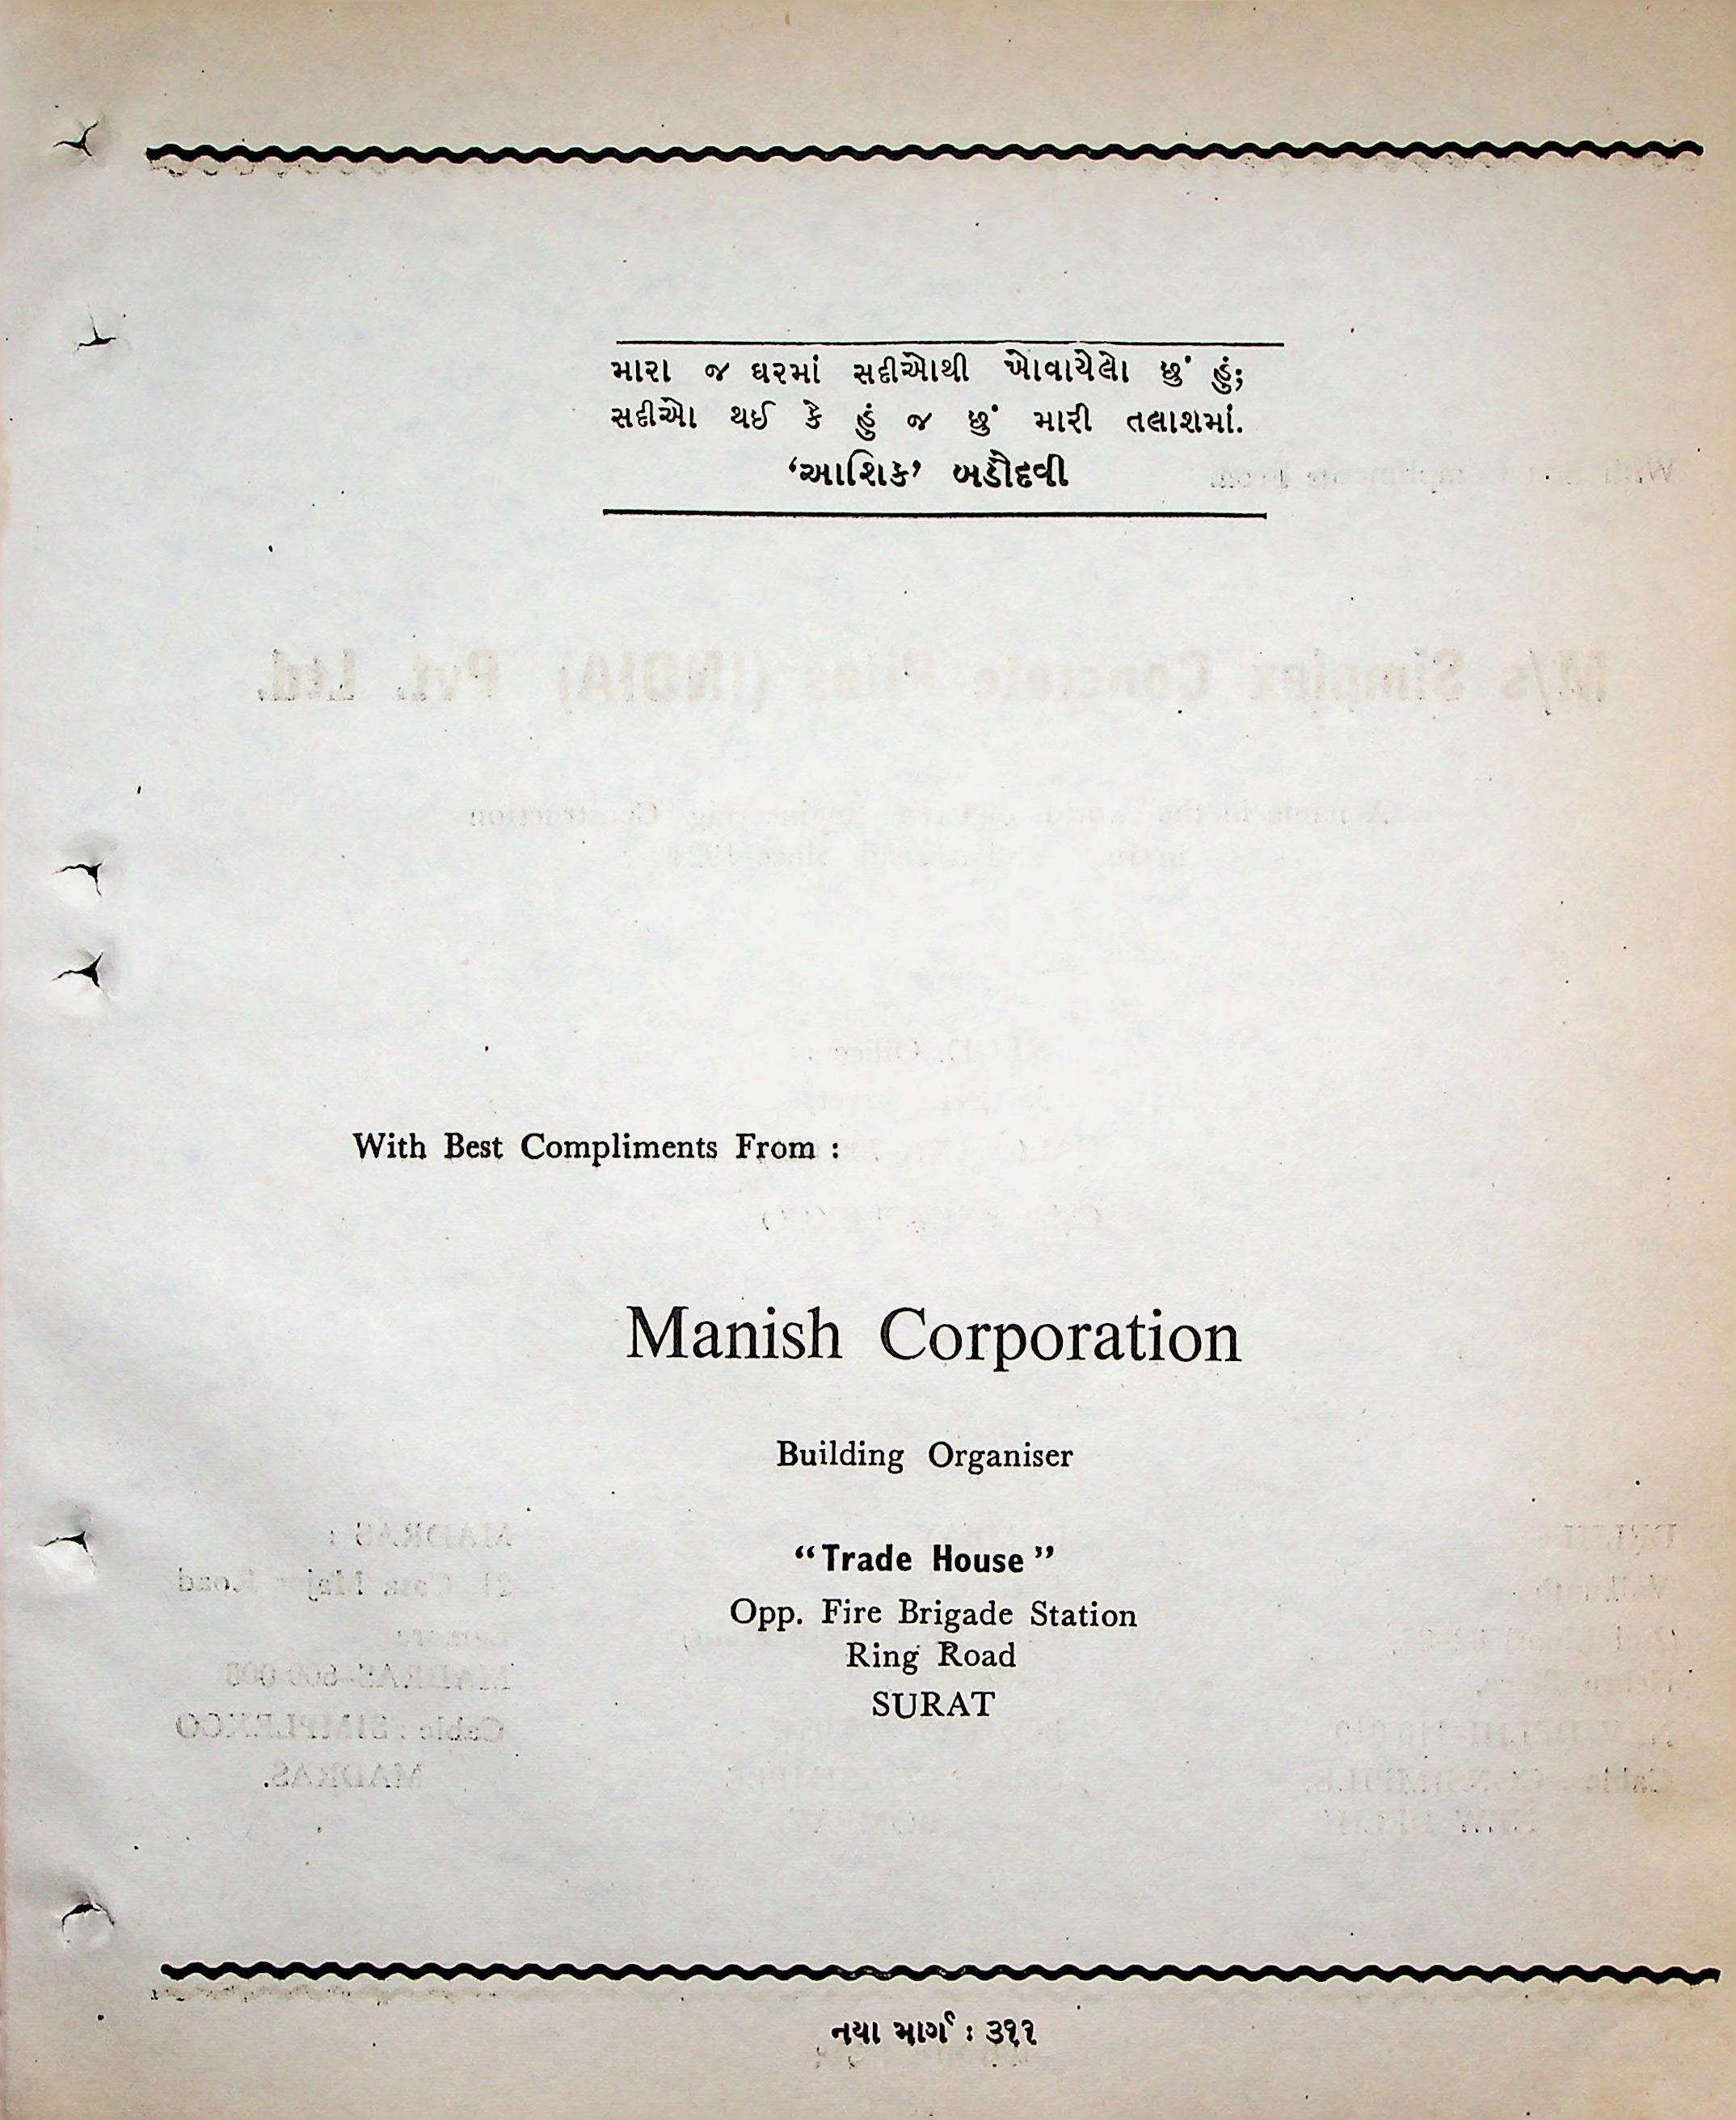 મારા જ ઘરમાં સદીઓથી ખોવાયેલો છું હું;
સદીઓ થઈ કે હું જ છું મારી તલાશમાં.
‘આશિક’ બડૌદવી
With Best Compliments From :
Manish Corporation
Building Organiser
“Trade House”
Opp. Fire Brigade Station
Ring Road
SURAT
નયા માર્ગ : ૩૧૧